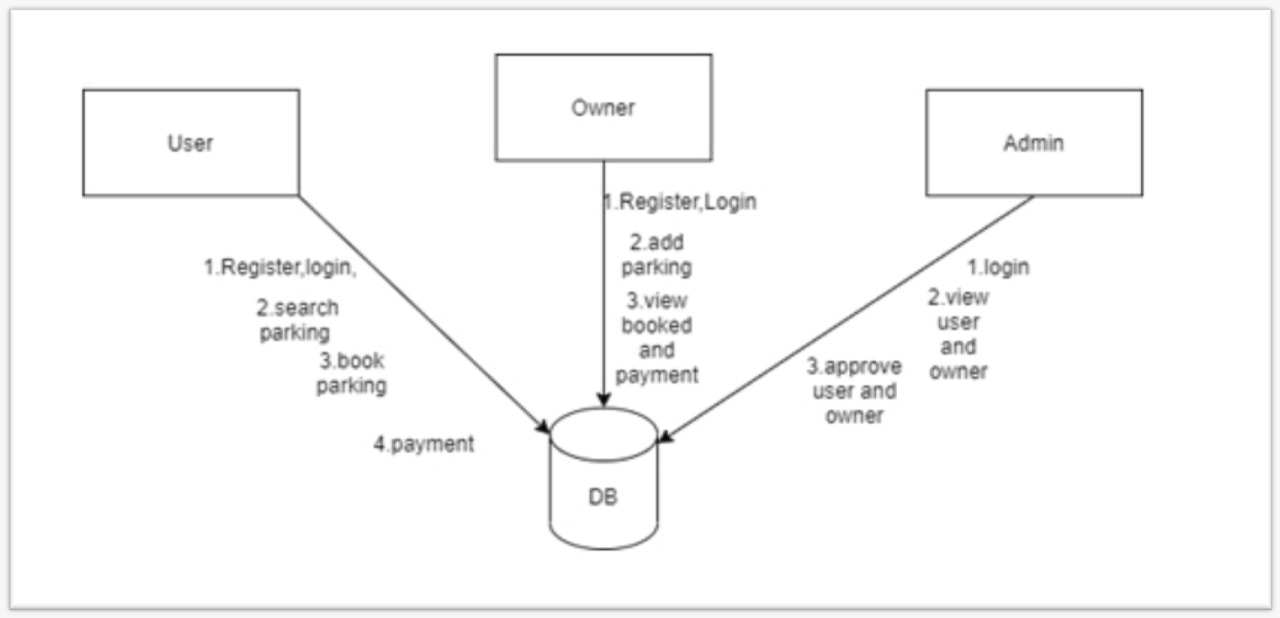 User
Owner
Admin
1.Register,login,
2.search
parking
3.book
parking
4.payment
1.Register,Login
2.add
parking
3.view
booked
and
payment
1.login
2.view
user
and
owner
3.approve
user and
owner
DB